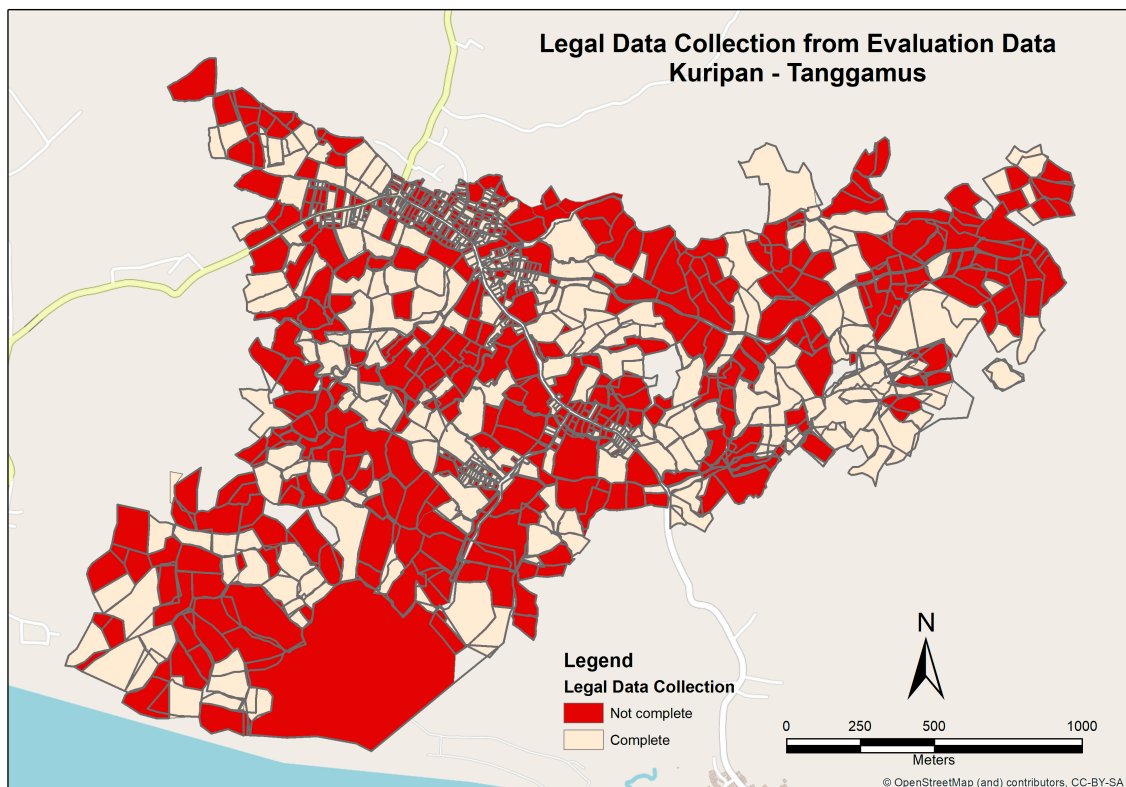 Legal Data Collection from Evaluation Data
Kuripan - Tanggamus
N
Legend
Legal Data Collection
Not complete
Complete
0 250 500 1000
Meters
© OpenStreetMap (and) contributors, CC-BY-SA